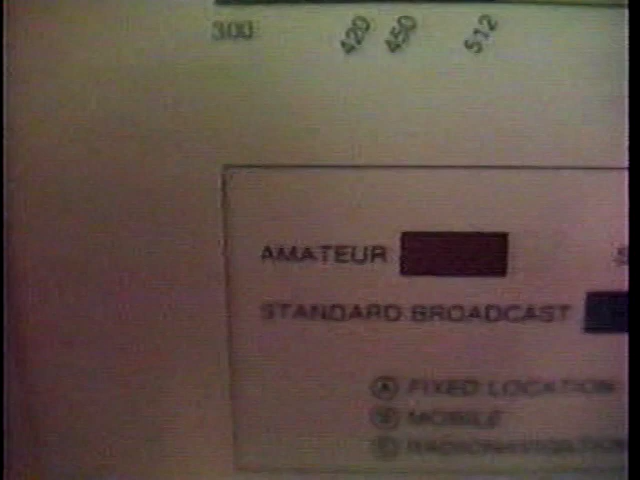 300 420 450 512
AMATEUR S
STANDARD BROADCAST
A FIXED LOCATION
B MOBILE
C RADIONAVIGATION